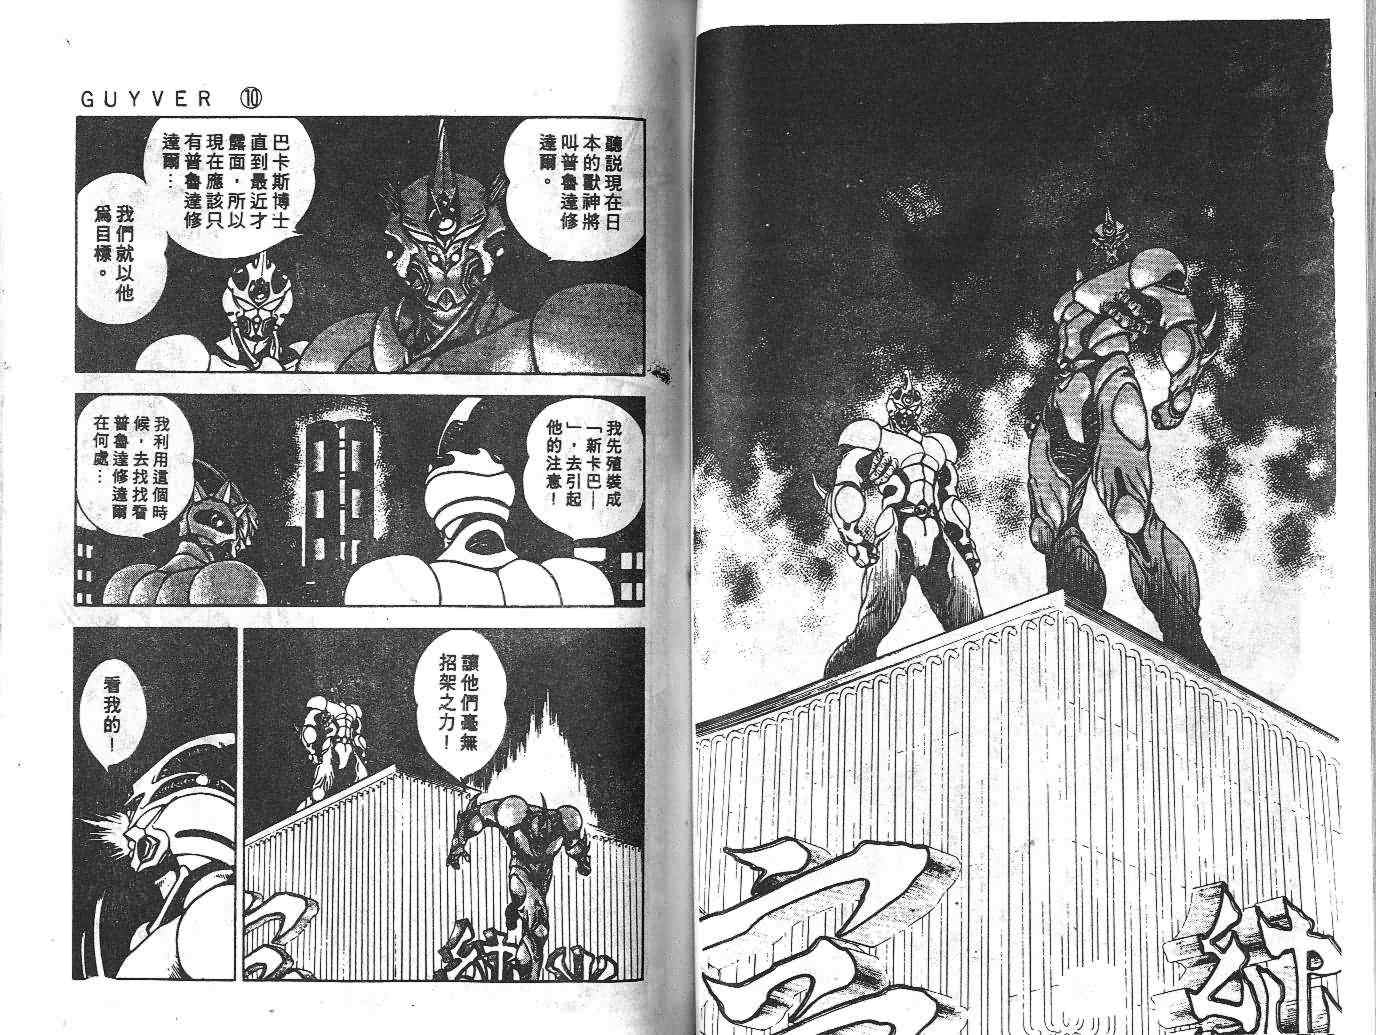 GUYVER ⑩
聽説現在日
本的獸神將
叫普魯達修
達爾。
巴卡斯博士
直到最近才
露面，所以
現在應該只
有普魯達修
達爾…
我們就以他
爲目標。
我先殖裝成
「新卡巴—
」，去引起
他的注意！
我利用這個時
候，去找找看
普魯達修達爾
在何處…
讓他們毫無
招架之力！
看我的！